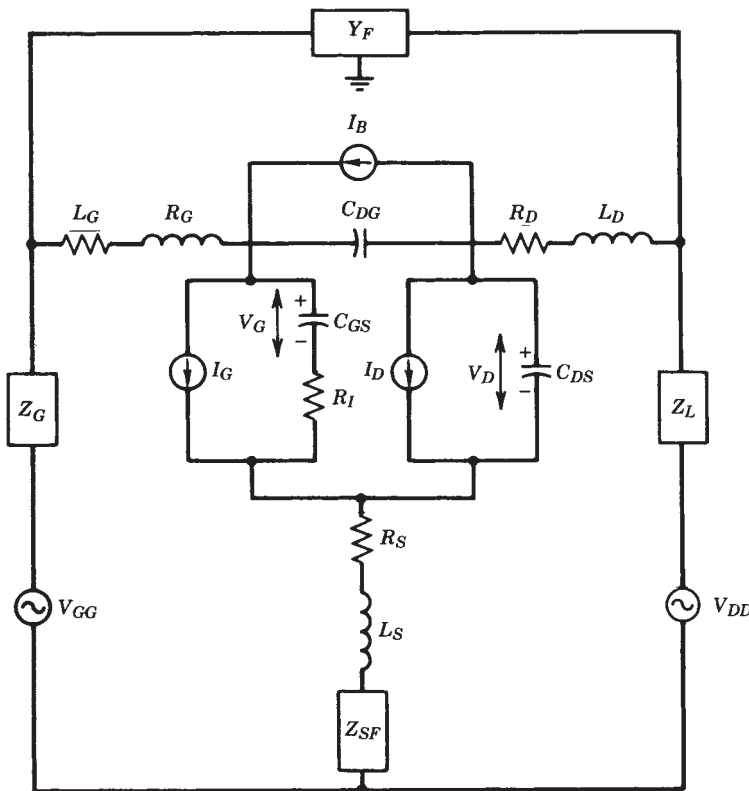 Y_F
I_B
L_G
R_G
C_DG
R_D
L_D
V_G
+
−
C_GS
I_G
R_I
I_D
V_D
+
−
C_DS
Z_G
Z_L
R_S
V_GG
L_S
V_DD
Z_SF